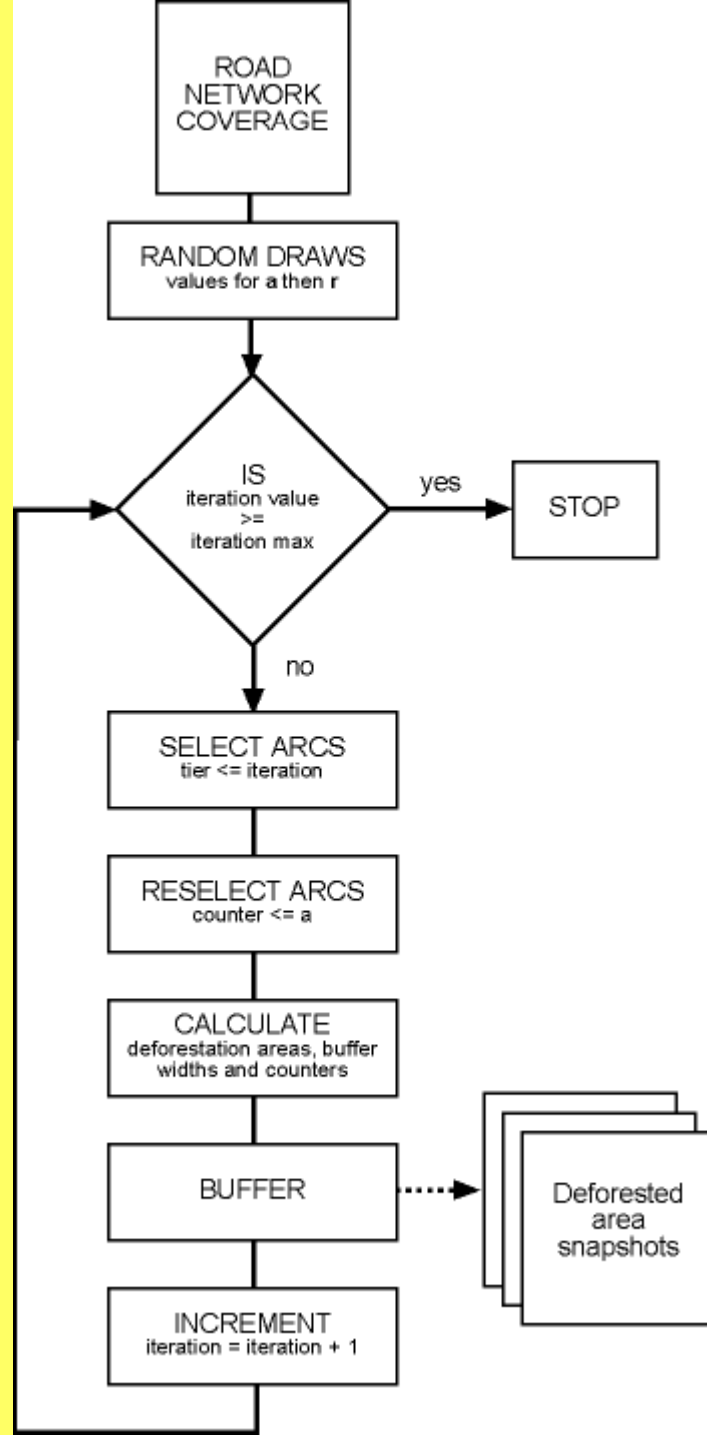 ROAD
NETWORK
COVERAGE
RANDOM DRAWS
values for a then r
IS
iteration value
>=
iteration max
yes
STOP
no
SELECT ARCS
tier <= iteration
RESELECT ARCS
counter <= a
CALCULATE
deforestation areas, buffer
widths and counters
BUFFER
Deforested
area
snapshots
INCREMENT
iteration = iteration + 1